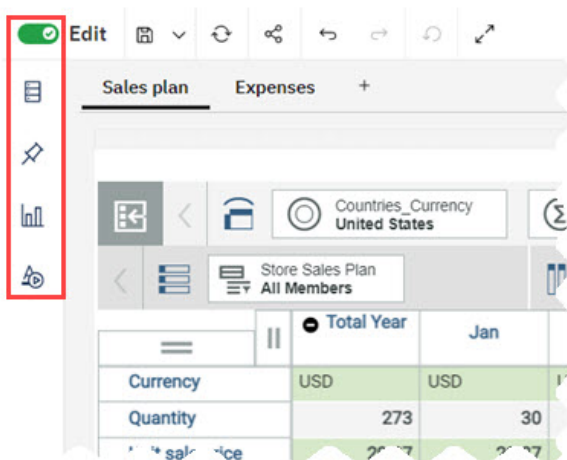 Edit
Sales plan Expenses +
Countries_Currency
United States
Store Sales Plan
All Members
Total Year Jan
Currency USD USD
Quantity 273 30